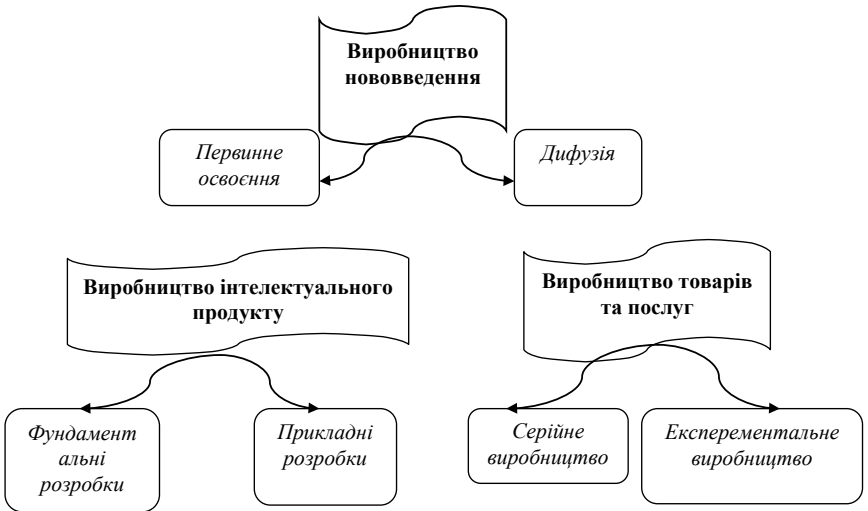 Виробництво
нововведення
Первинне
освоєння
Дифузія
Виробництво інтелектуального
продукту
Виробництво товарів
та послуг
Фундамент
альні
розробки
Прикладні
розробки
Серійне
виробництво
Експерементальне
виробництво